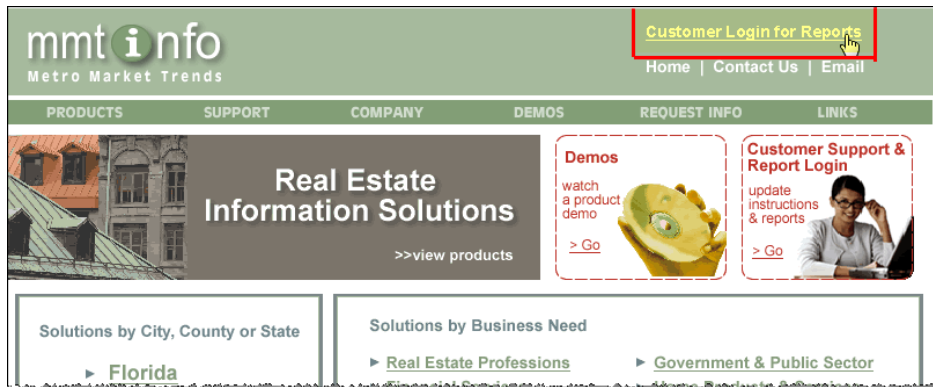 mmt info
Metro Market Trends
Customer Login for Reports
Home | Contact Us | Email
PRODUCTS SUPPORT COMPANY DEMOS REQUEST INFO LINKS
Real Estate
Information Solutions
>>view products
Demos
watch
a product
demo
> Go
Customer Support &
Report Login
update
instructions
& reports
> Go
Solutions by City, County or State
► Florida
Solutions by Business Need
► Real Estate Professions
► Government & Public Sector